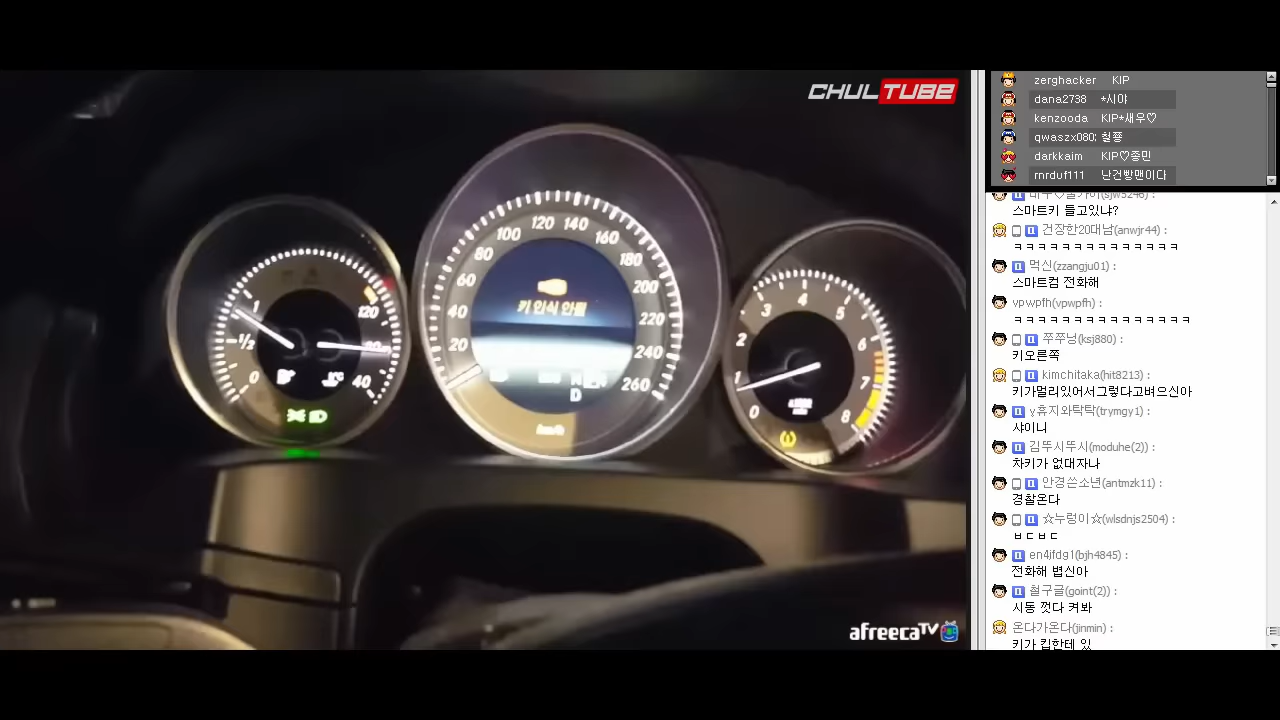 CHULTUBE
zerghacker KIP
dana2738 *시야
kenzooda KIP*새우♡
qwaszx080: 철쫑
darkkaim KIP♡종민
rnrduf111 난건빵맨이다
스마트키 들고있냐?
건장한20대남(anwjr44) :
ㅋㅋㅋㅋㅋㅋㅋㅋㅋㅋㅋㅋㅋㅋ
먹신(zzangju01) :
스마트컴 전화해
vpwpfh(vpwpfh) :
ㅋㅋㅋㅋㅋㅋㅋㅋㅋㅋㅋㅋㅋㅋㅋ
쭈쭈닝(ksj880) :
키오른쪽
kimchitaka(hit8213) :
키가멀리있어서그렇다고벼으신아
y휴지와탁탁(trymgy1) :
샤이니
김뚜시뚜시(moduhe(2)) :
차키가 없대자나
안경쓴소년(antmzk11) :
경찰온다
☆누렁이☆(wlsdnjs2504) :
ㅂㄷㅂㄷ
en4jfdg1(bjh4845) :
전화해 볍신아
철구글(goint(2)) :
시동 껏다 켜봐
온다가온다(jinmin) :
키가 킴한테 있
키 인식 안됨
20 40 60 80 100 120 140 160 180 200 220 240 260
km/h
D
0 1/2 1
120
40
0 1 2 3 4 5 6 7 8
afreecaTV